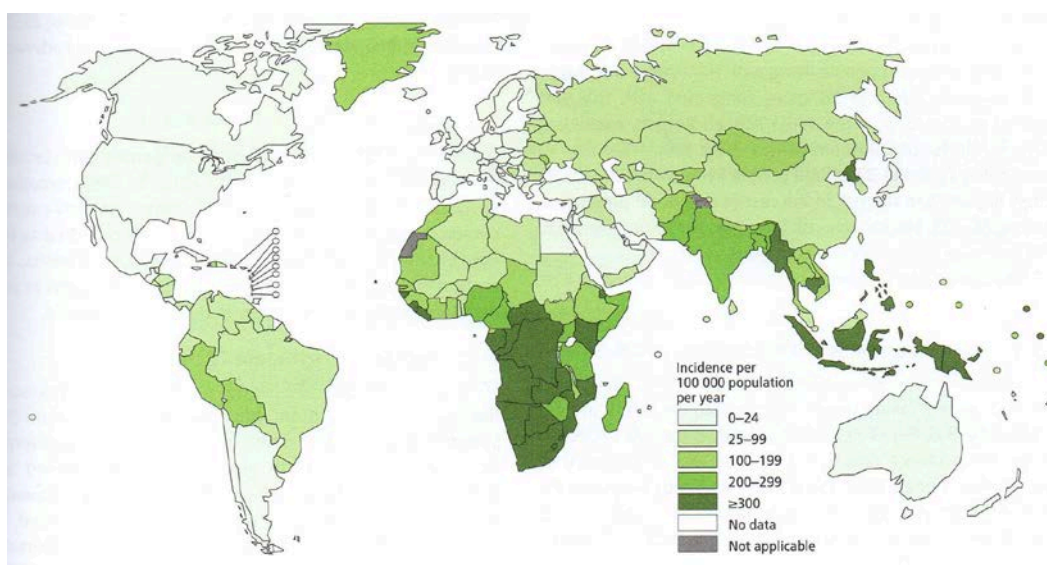 Incidence per
100 000 population
per year
0–24
25–99
100–199
200–299
≥300
No data
Not applicable